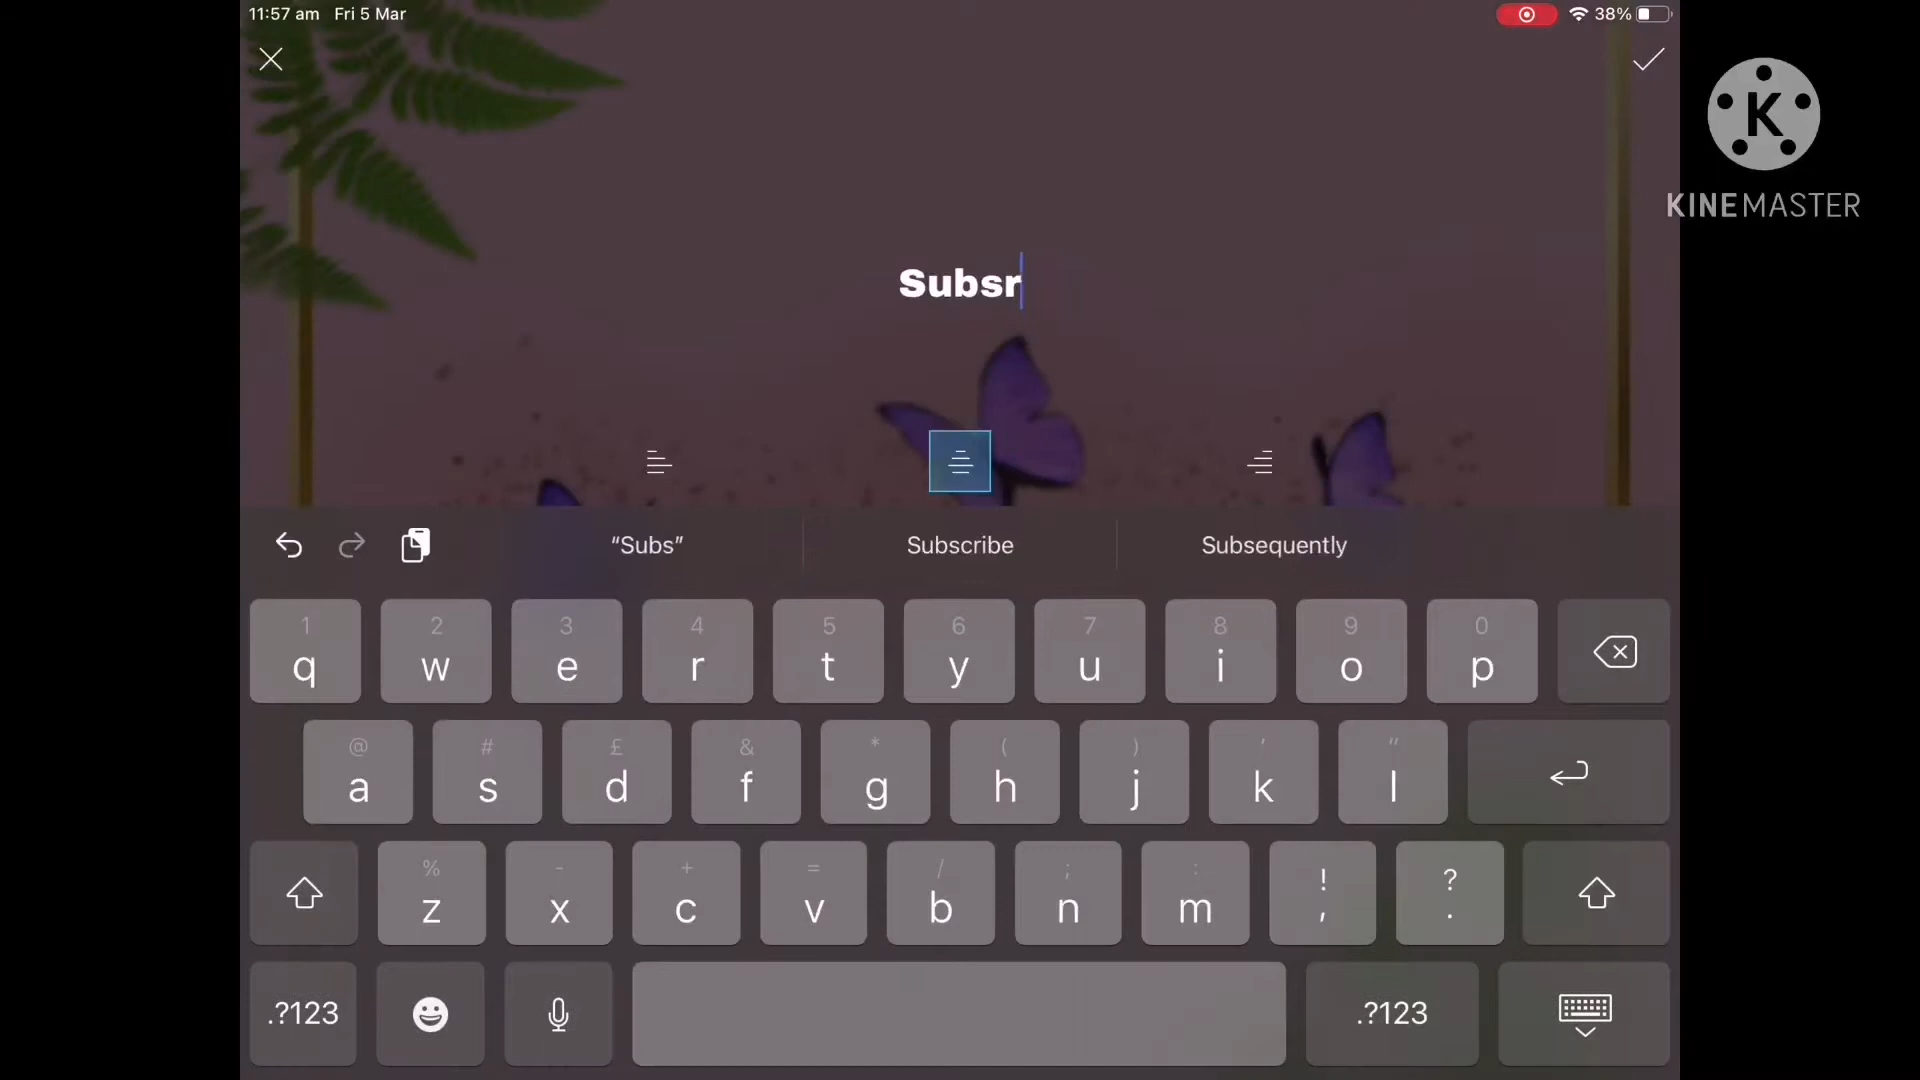 11:57 am Fri 5 Mar 38%
K
KINEMASTER
Subsr
“Subs” Subscribe Subsequently
1 2 3 4 5 6 7 8 9 0
q w e r t y u i o p
@ # £ & * ( ) ' "
a s d f g h j k l
% - + = / ; : ! ?
z x c v b n m , .
.?123 .?123